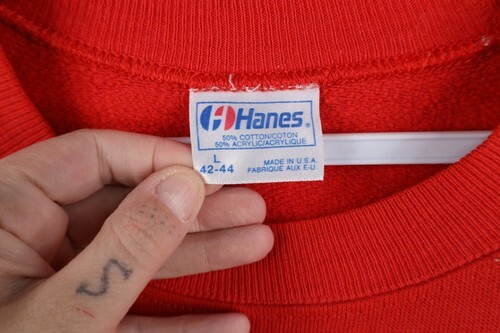 Hanes®
50% COTTON/COTON
50% ACRYLIC/ACRYLIQUE
L
42-44
MADE IN U.S.A.
FABRIQUE AUX E-U
S